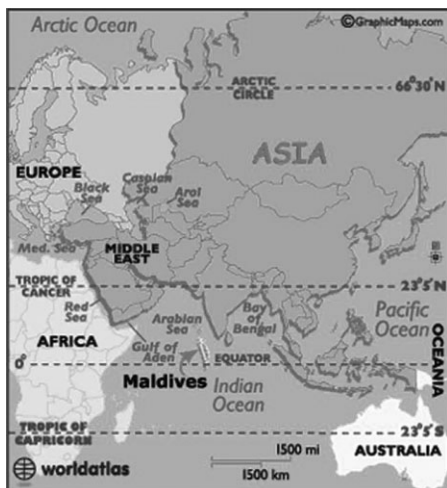 ©GraphicMaps.com
Arctic Ocean
ARCTIC
CIRCLE
66°30'N
ASIA
EUROPE
Black
Sea
Caspian
Sea
Aral
Sea
Med. Sea
MIDDLE
EAST
TROPIC OF
CANCER
23°5'N
Red
Sea
Arabian
Sea
Bay
of
Bengal
Pacific
Ocean
AFRICA
Gulf of
Aden
EQUATOR
OCEANIA
0°
Maldives
Indian
Ocean
TROPIC OF
CAPRICORN
23°5'S
1500 mi
1500 km
AUSTRALIA
worldatlas